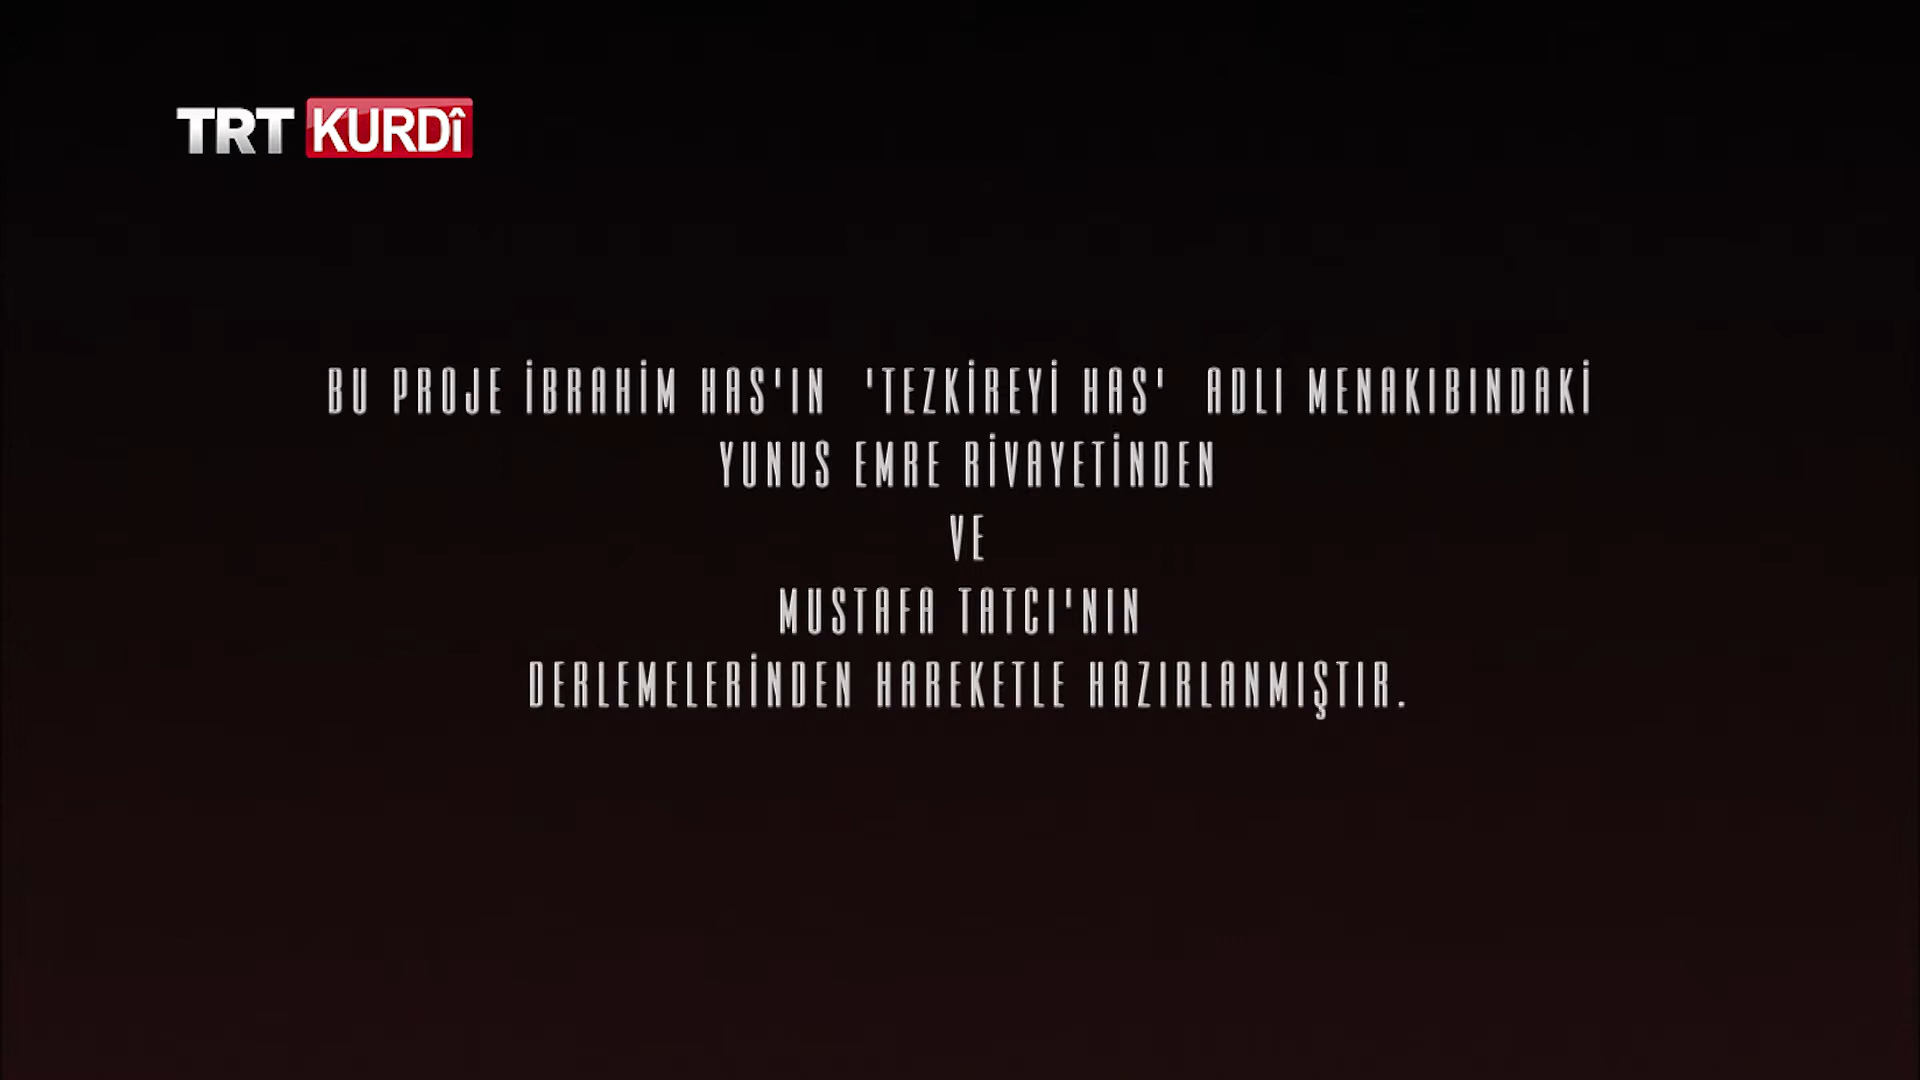 TRT KURDÎ
BU PROJE İBRAHİM HAS'IN 'TEZKİREYİ HAS' ADLI MENAKIBINDAKİ
YUNUS EMRE RİVAYETİNDEN
VE
MUSTAFA TATCI'NIN
DERLEMELERİNDEN HAREKETLE HAZIRLANMIŞTIR.